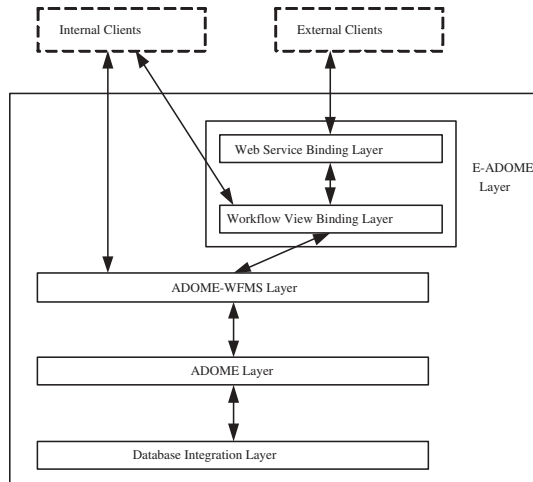 Internal Clients
External Clients
Web Service Binding Layer
E-ADOME
Layer
Workflow View Binding Layer
ADOME-WFMS Layer
ADOME Layer
Database Integration Layer